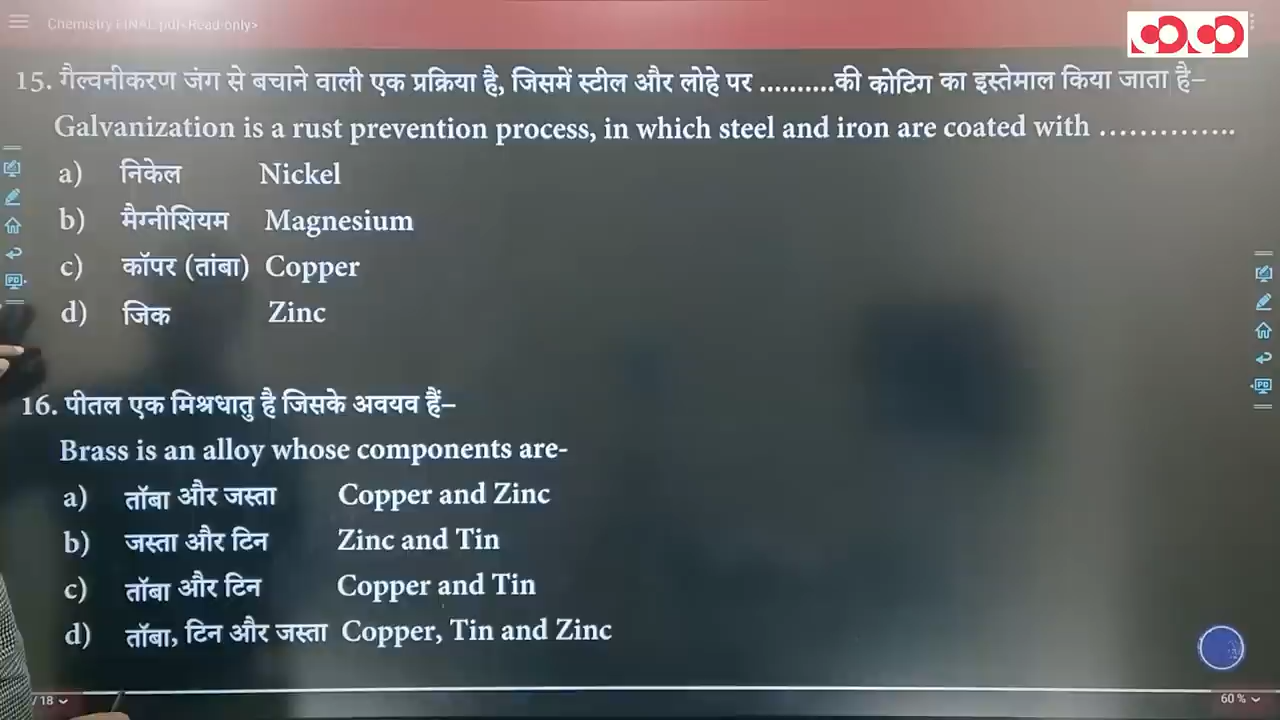 Chemistry FINAL.pdf<Read-only>
15. गैल्वनीकरण जंग से बचाने वाली एक प्रक्रिया है, जिसमें स्टील और लोहे पर ..........की कोटिंग का इस्तेमाल किया जाता है–
Galvanization is a rust prevention process, in which steel and iron are coated with ..............
a) निकेल Nickel
b) मैग्नीशियम Magnesium
c) कॉपर (तांबा) Copper
d) जिक Zinc
16. पीतल एक मिश्रधातु है जिसके अवयव हैं–
Brass is an alloy whose components are-
a) ताँबा और जस्ता Copper and Zinc
b) जस्ता और टिन Zinc and Tin
c) ताँबा और टिन Copper and Tin
d) ताँबा, टिन और जस्ता Copper, Tin and Zinc
/18
60 %